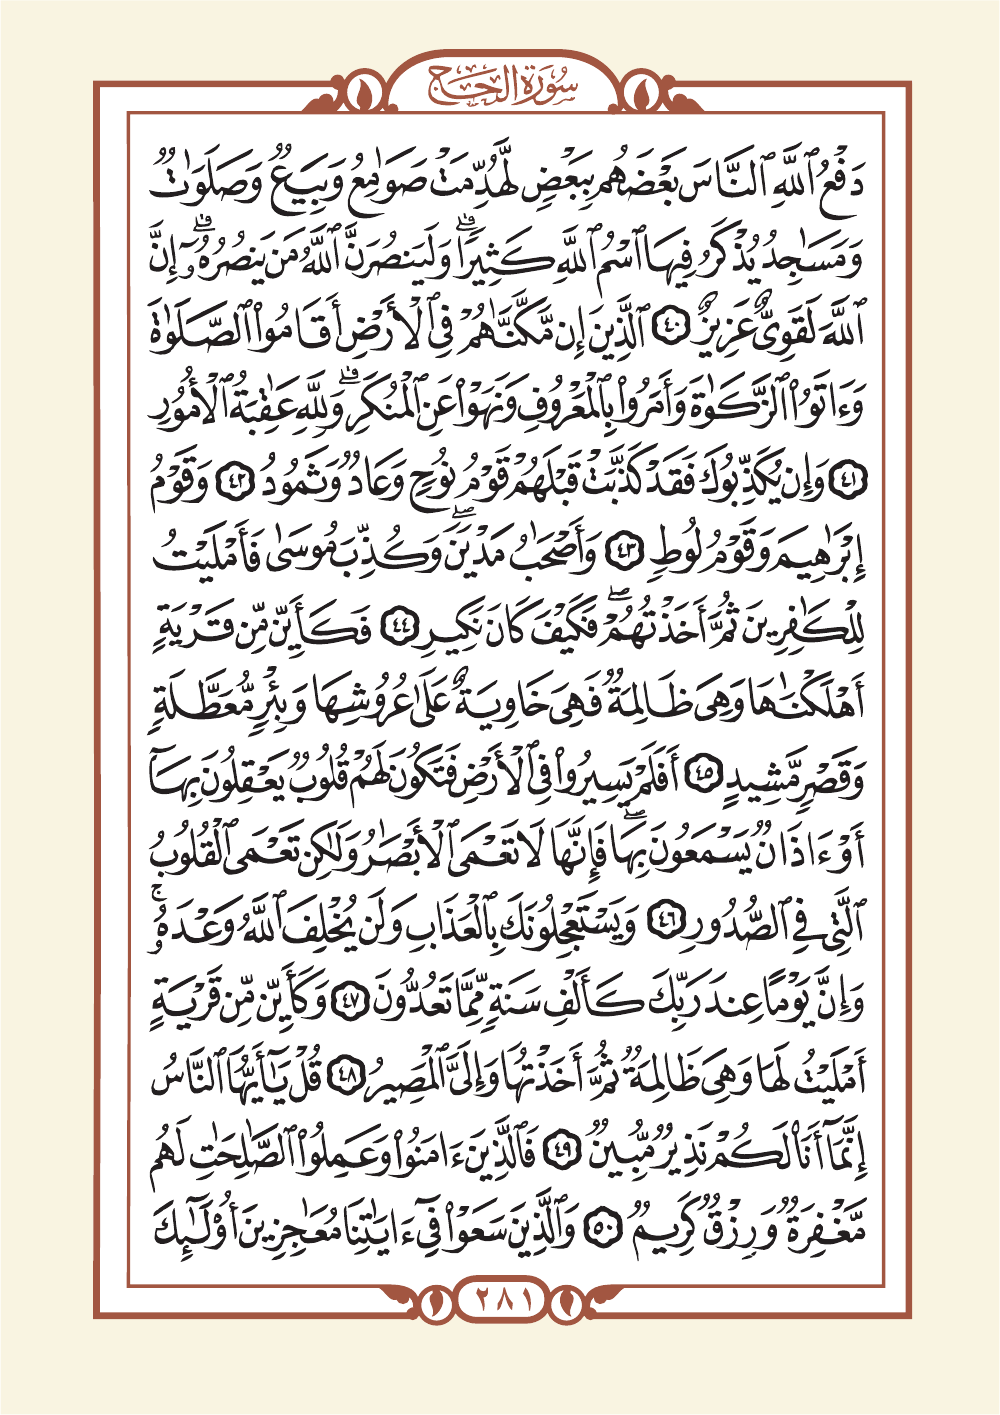 سُورَةُ الحَجِّ
دَفْعُ ٱللَّهِ ٱلنَّاسَ بَعْضَهُم بِبَعْضٍ لَّهُدِّمَتْ صَوَٰمِعُ وَبِيَعٌ وَصَلَوَٰتٌ
وَمَسَٰجِدُ يُذْكَرُ فِيهَا ٱسْمُ ٱللَّهِ كَثِيرًاۗ وَلَيَنصُرَنَّ ٱللَّهُ مَن يَنصُرُهُۥٓۗ إِنَّ
ٱللَّهَ لَقَوِىٌّ عَزِيزٌ ٤٠ ٱلَّذِينَ إِن مَّكَّنَّٰهُمْ فِى ٱلْأَرْضِ أَقَامُوا۟ ٱلصَّلَوٰةَ
وَءَاتَوُا۟ ٱلزَّكَوٰةَ وَأَمَرُوا۟ بِٱلْمَعْرُوفِ وَنَهَوْا۟ عَنِ ٱلْمُنكَرِۗ وَلِلَّهِ عَٰقِبَةُ ٱلْأُمُورِ
٤١ وَإِن يُكَذِّبُوكَ فَقَدْ كَذَّبَتْ قَبْلَهُمْ قَوْمُ نُوحٍ وَعَادٌ وَثَمُودُ ٤٢ وَقَوْمُ
إِبْرَٰهِيمَ وَقَوْمُ لُوطٍ ٤٣ وَأَصْحَٰبُ مَدْيَنَۖ وَكُذِّبَ مُوسَىٰ فَأَمْلَيْتُ
لِلْكَٰفِرِينَ ثُمَّ أَخَذْتُهُمْۖ فَكَيْفَ كَانَ نَكِيرِ ٤٤ فَكَأَيِّن مِّن قَرْيَةٍ
أَهْلَكْنَٰهَا وَهِىَ ظَالِمَةٌ فَهِىَ خَاوِيَةٌ عَلَىٰ عُرُوشِهَا وَبِئْرٍ مُّعَطَّلَةٍ
وَقَصْرٍ مَّشِيدٍ ٤٥ أَفَلَمْ يَسِيرُوا۟ فِى ٱلْأَرْضِ فَتَكُونَ لَهُمْ قُلُوبٌ يَعْقِلُونَ بِهَآ
أَوْ ءَاذَانٌ يَسْمَعُونَ بِهَاۖ فَإِنَّهَا لَا تَعْمَى ٱلْأَبْصَٰرُ وَلَٰكِن تَعْمَى ٱلْقُلُوبُ
ٱلَّتِى فِى ٱلصُّدُورِ ٤٦ وَيَسْتَعْجِلُونَكَ بِٱلْعَذَابِ وَلَن يُخْلِفَ ٱللَّهُ وَعْدَهُۥۚ
وَإِنَّ يَوْمًا عِندَ رَبِّكَ كَأَلْفِ سَنَةٍ مِّمَّا تَعُدُّونَ ٤٧ وَكَأَيِّن مِّن قَرْيَةٍ
أَمْلَيْتُ لَهَا وَهِىَ ظَالِمَةٌ ثُمَّ أَخَذْتُهَا وَإِلَىَّ ٱلْمَصِيرُ ٤٨ قُلْ يَٰٓأَيُّهَا ٱلنَّاسُ
إِنَّمَآ أَنَا۠ لَكُمْ نَذِيرٌ مُّبِينٌ ٤٩ فَٱلَّذِينَ ءَامَنُوا۟ وَعَمِلُوا۟ ٱلصَّٰلِحَٰتِ لَهُم
مَّغْفِرَةٌ وَرِزْقٌ كَرِيمٌ ٥٠ وَٱلَّذِينَ سَعَوْا۟ فِىٓ ءَايَٰتِنَا مُعَٰجِزِينَ أُو۟لَٰٓئِكَ
٢٨١